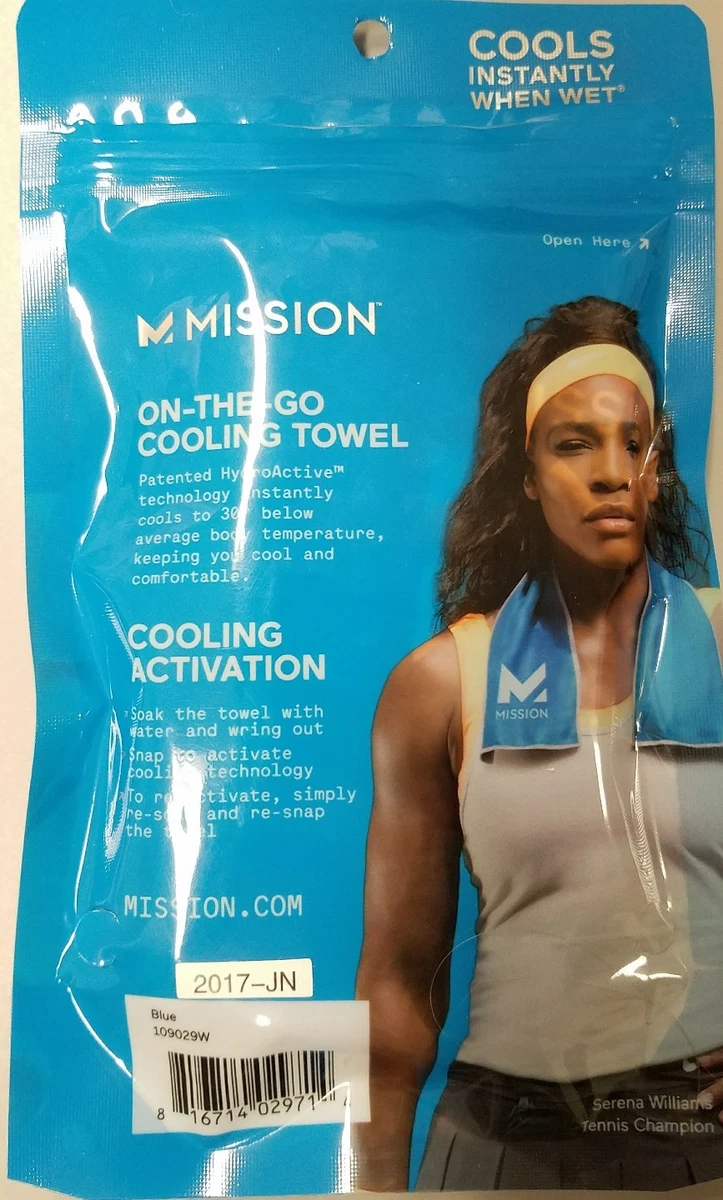 COOLS
INSTANTLY
WHEN WET®
Open Here
MISSION™
ON-THE-GO
COOLING TOWEL
Patented HydroActive™
technology instantly
cools to 30° below
average body temperature,
keeping you cool and
comfortable.
COOLING
ACTIVATION
Soak the towel with
water and wring out
Snap to activate
cooling technology
To reactivate, simply
re-soak and re-snap
the towel
MISSION.COM
MISSION
2017-JN
Blue
109029W
8 16714 02971 4
Serena Williams
Tennis Champion